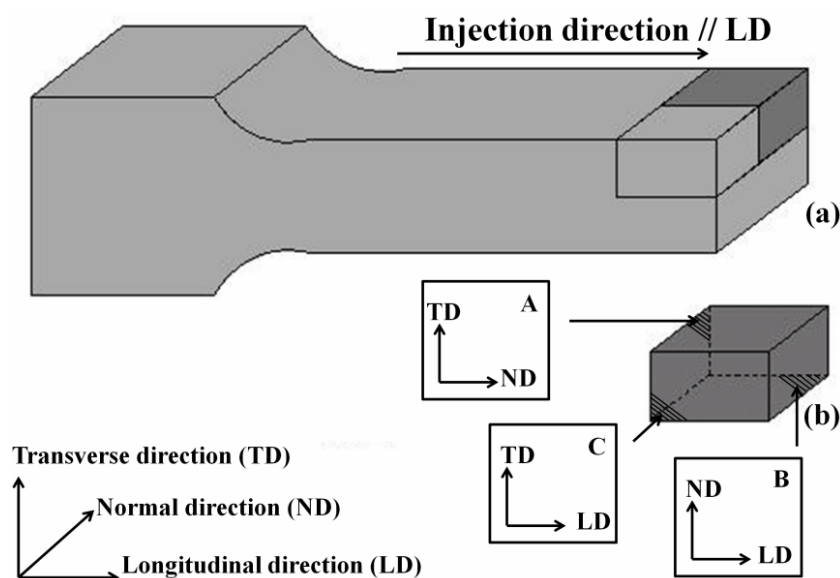 Injection direction // LD
(a)
A
TD
ND
(b)
C
TD
LD
B
ND
LD
Transverse direction (TD)
Normal direction (ND)
Longitudinal direction (LD)